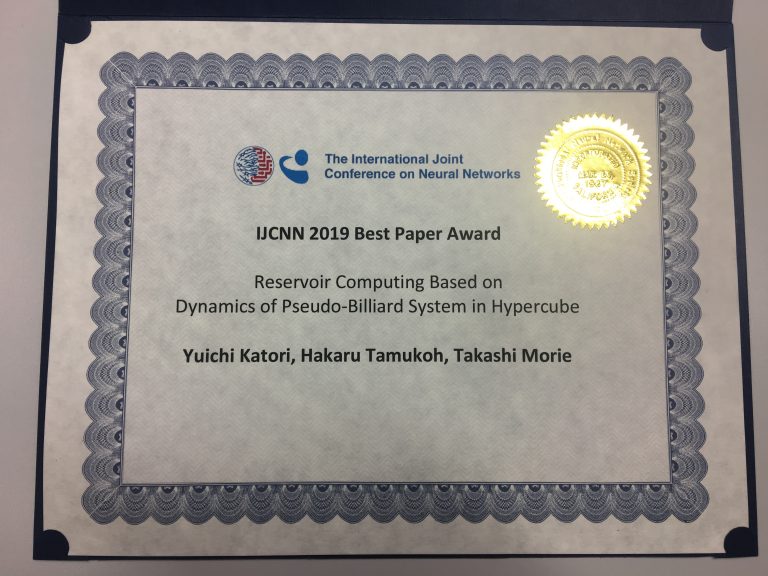 The International Joint
Conference on Neural Networks
IJCNN 2019 Best Paper Award
Reservoir Computing Based on
Dynamics of Pseudo-Billiard System in Hypercube
Yuichi Katori, Hakaru Tamukoh, Takashi Morie